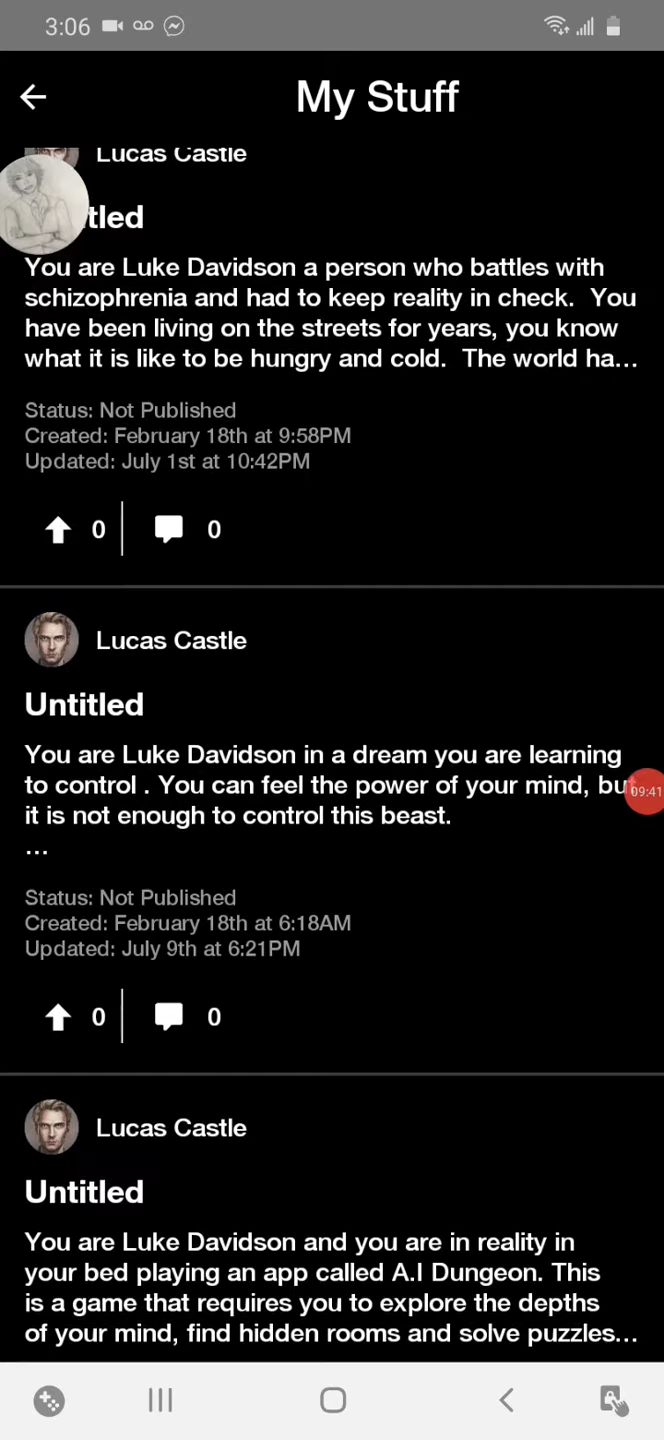 3:06
My Stuff
Lucas Castle
tled
You are Luke Davidson a person who battles with
schizophrenia and had to keep reality in check.  You
have been living on the streets for years, you know
what it is like to be hungry and cold.  The world ha...
Status: Not Published
Created: February 18th at 9:58PM
Updated: July 1st at 10:42PM
0 0
Lucas Castle
Untitled
You are Luke Davidson in a dream you are learning
to control . You can feel the power of your mind, bu
09:41
it is not enough to control this beast.
...
Status: Not Published
Created: February 18th at 6:18AM
Updated: July 9th at 6:21PM
0 0
Lucas Castle
Untitled
You are Luke Davidson and you are in reality in
your bed playing an app called A.I Dungeon. This
is a game that requires you to explore the depths
of your mind, find hidden rooms and solve puzzles...